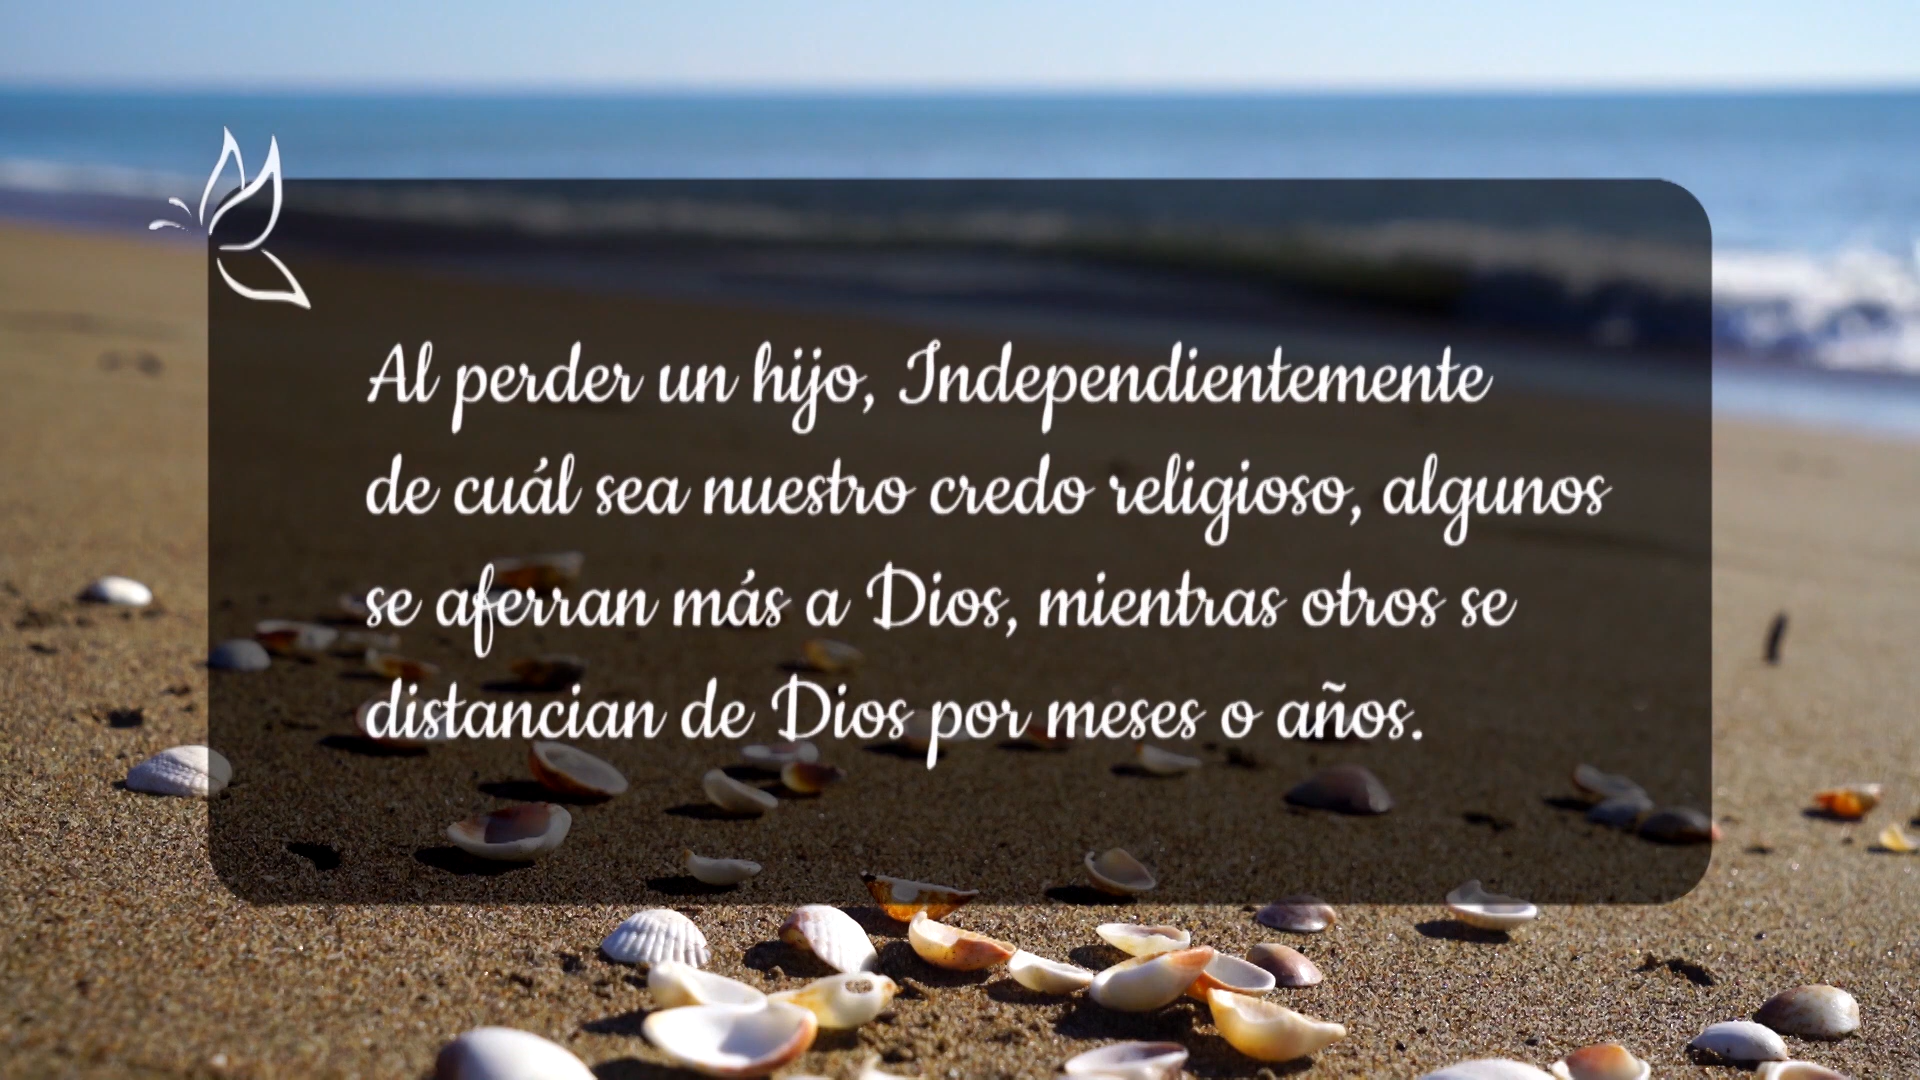 Al perder un hijo, Independientemente
de cuál sea nuestro credo religioso, algunos
se aferran más a Dios, mientras otros se
distancian de Dios por meses o años.